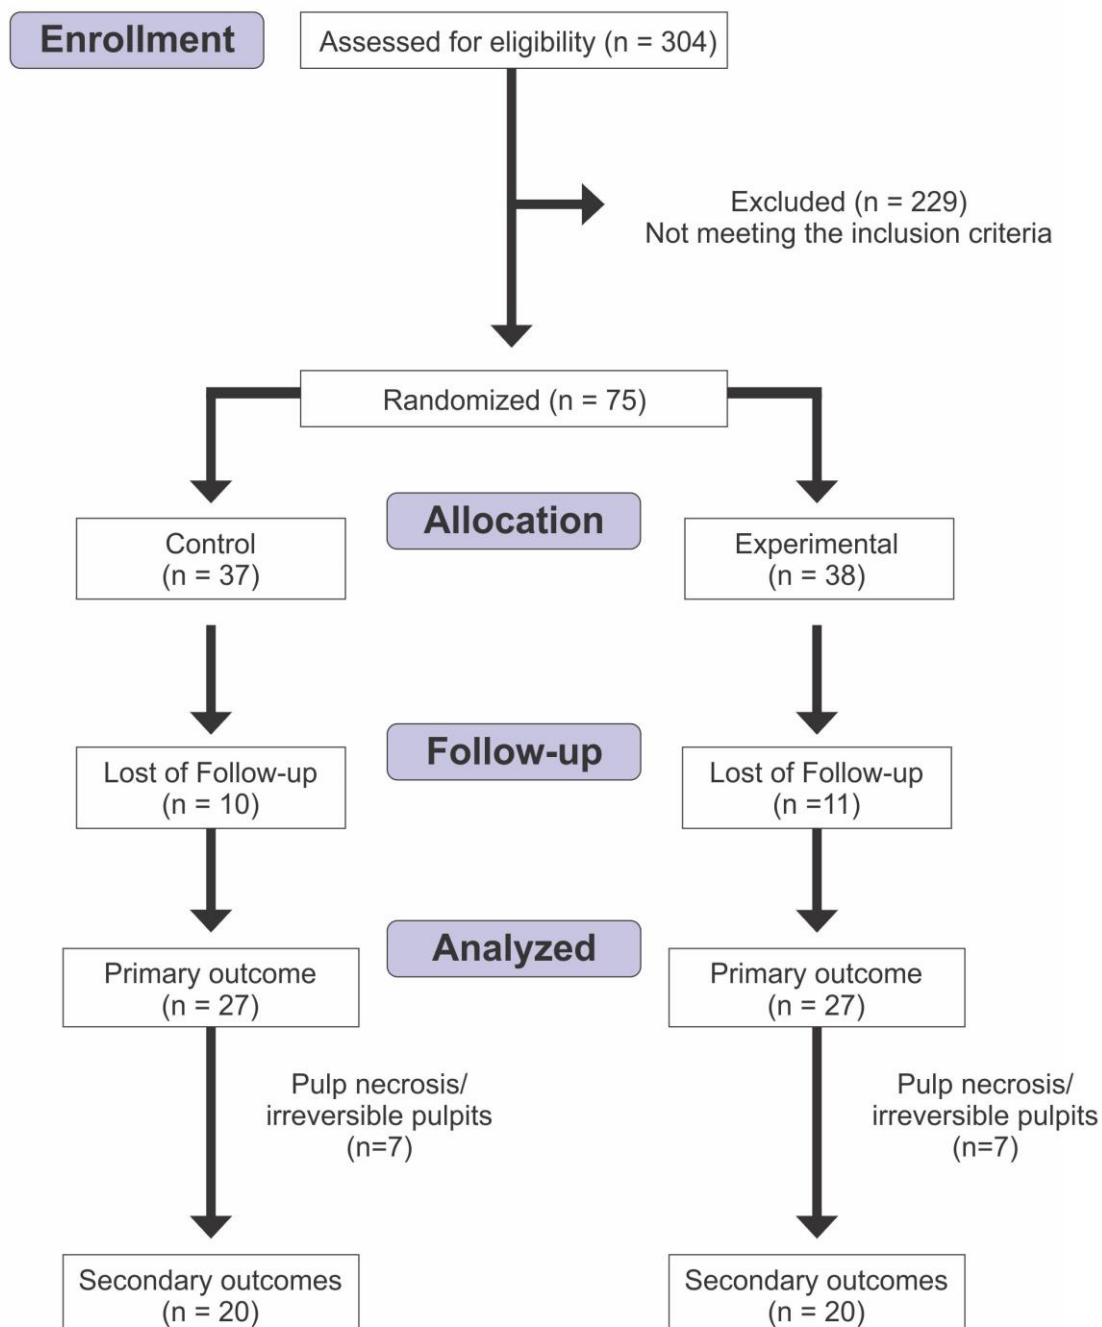 Enrollment
Assessed for eligibility (n = 304)
Excluded (n = 229)
Not meeting the inclusion criteria
Randomized (n = 75)
Allocation
Control
(n = 37)
Experimental
(n = 38)
Follow-up
Lost of Follow-up
(n = 10)
Lost of Follow-up
(n =11)
Analyzed
Primary outcome
(n = 27)
Primary outcome
(n = 27)
Pulp necrosis/
irreversible pulpits
(n=7)
Pulp necrosis/
irreversible pulpits
(n=7)
Secondary outcomes
(n = 20)
Secondary outcomes
(n = 20)